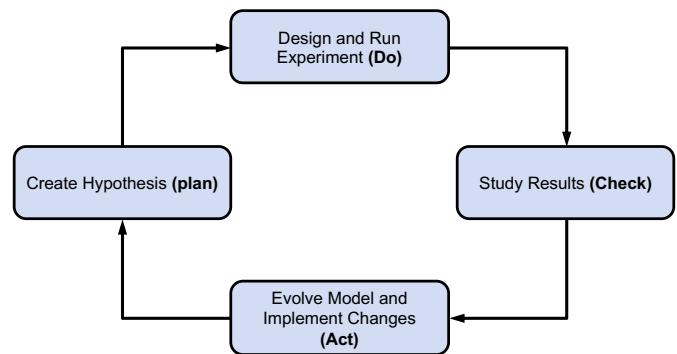 Design and Run
Experiment (Do)
Create Hypothesis (plan)
Study Results (Check)
Evolve Model and
Implement Changes
(Act)